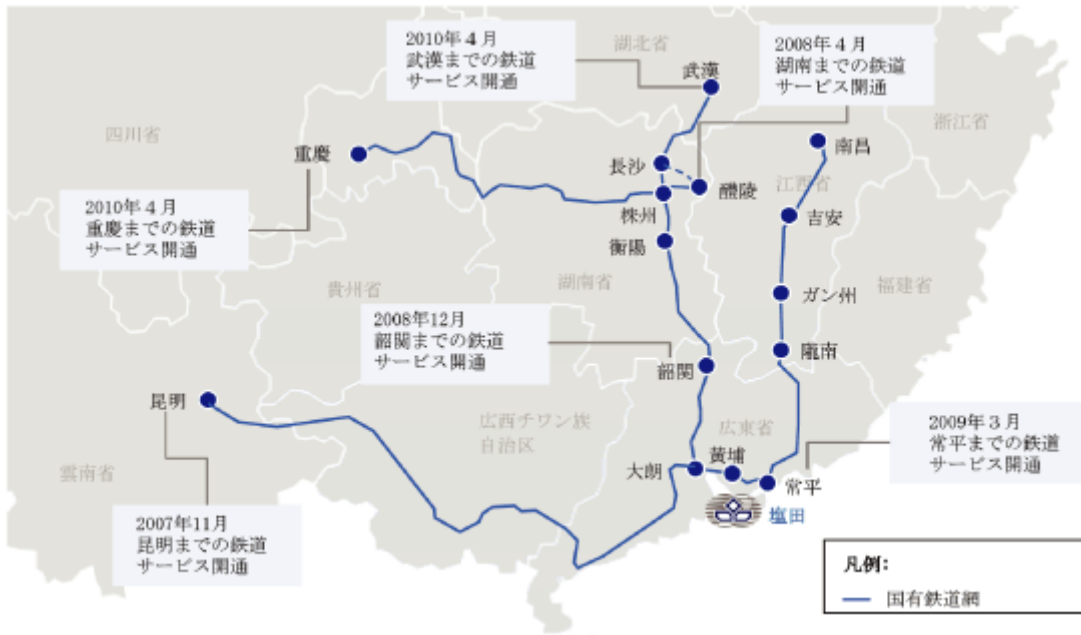 2010年４月
武漢までの鉄道
サービス開通
湖北省
2008年４月
湖南までの鉄道
サービス開通
武漢
浙江省
四川省
重慶
長沙
南昌
醴陵
江西省
株州
吉安
2010年４月
重慶までの鉄道
サービス開通
衡陽
貴州省
湖南省
ガン州
福建省
2008年12月
韶関までの鉄道
サービス開通
隴南
韶関
昆明
広西チワン族
自治区
広東省
2009年３月
常平までの鉄道
サービス開通
雲南省
大朗
黄埔
常平
塩田
2007年11月
昆明までの鉄道
サービス開通
凡例：
国有鉄道網